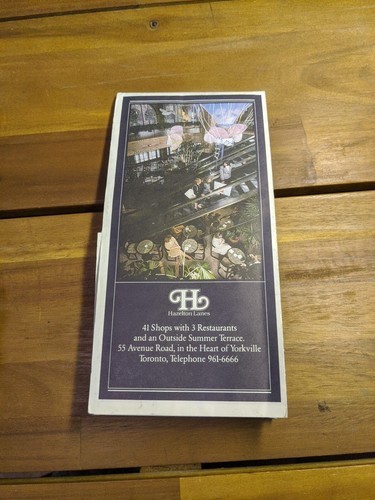 H
Hazelton Lanes
41 Shops with 3 Restaurants
and an Outside Summer Terrace.
55 Avenue Road, in the Heart of Yorkville
Toronto, Telephone 961-6666